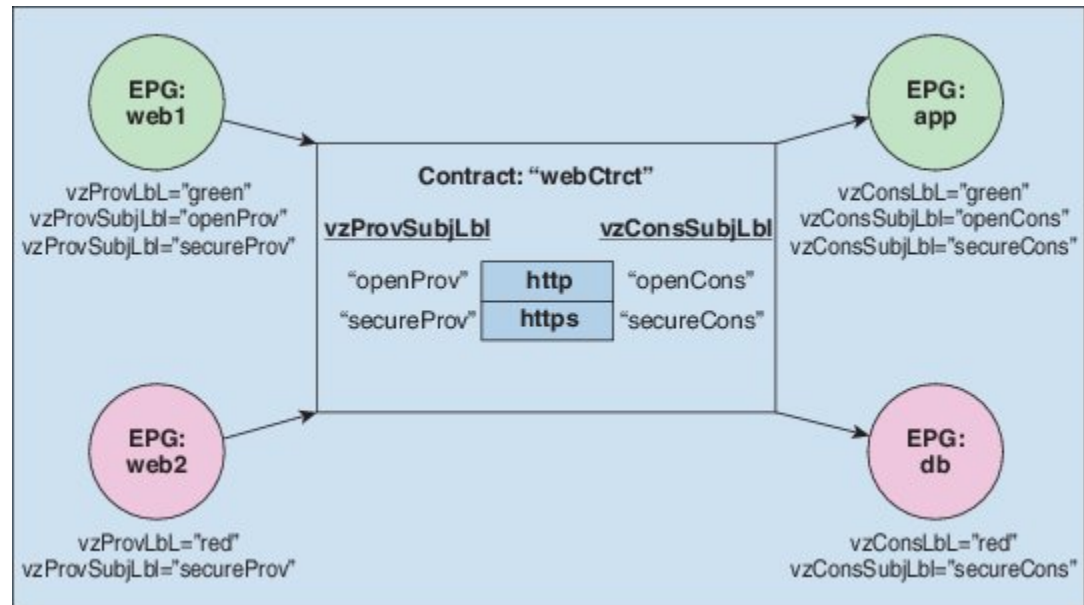 EPG:
web1
vzProvLbL="green"
vzProvSubjLbl="openProv"
vzProvSubjLbl="secureProv"
EPG:
app
vzConsLbL="green"
vzConsSubjLbl="openCons"
vzConsSubjLbl="secureCons"
Contract: “webCtrct”
vzProvSubjLbl vzConsSubjLbl
“openProv” http “openCons”
“secureProv” https “secureCons”
EPG:
web2
vzProvLbL="red"
vzProvSubjLbl="secureProv"
EPG:
db
vzConsLbL="red"
vzConsSubjLbl="secureCons"